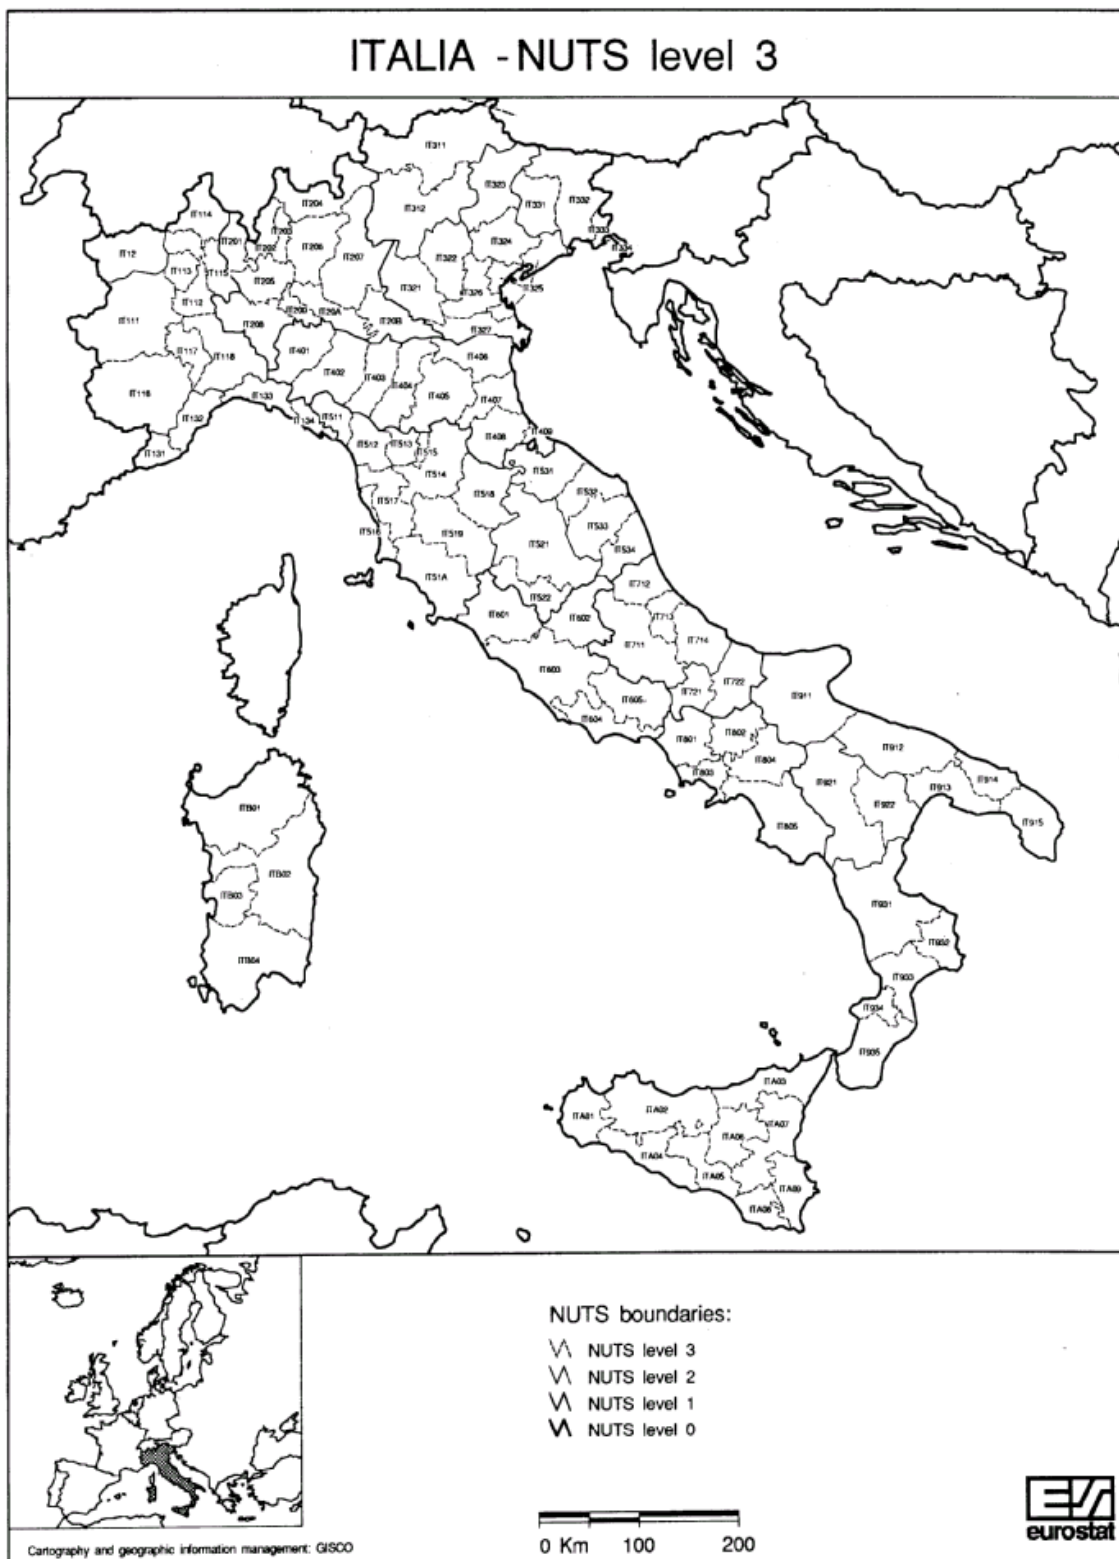 ITALIA - NUTS level 3
IT311
IT323
IT332
IT331
IT204
IT312
IT114
IT203
IT333
IT201
IT202
IT206
IT324
IT334
IT12
IT207
IT322
IT113
IT115
IT205
IT321
IT326
IT325
IT112
IT209
IT20A
IT20B
IT111
IT208
IT327
IT117
IT118
IT401
IT406
IT402
IT403
IT404
IT116
IT133
IT405
IT407
IT132
IT134
IT511
IT408
IT409
IT131
IT512
IT513
IT515
IT514
IT531
IT517
IT518
IT532
IT516
IT519
IT533
IT521
IT534
IT51A
IT712
IT522
IT601
IT602
IT713
IT711
IT714
IT603
IT722
IT605
IT721
IT911
IT604
IT801
IT802
IT912
IT803
IT804
IT914
IT921
IT913
ITB01
IT922
IT805
IT915
ITB02
ITB03
IT931
IT932
ITB04
IT933
IT934
IT935
ITA03
ITA01
ITA02
ITA07
ITA06
ITA04
ITA05
ITA09
ITA08
NUTS boundaries:
NUTS level 3
NUTS level 2
NUTS level 1
NUTS level 0
0 Km 100 200
eurostat
Cartography and geographic information management: GISCO